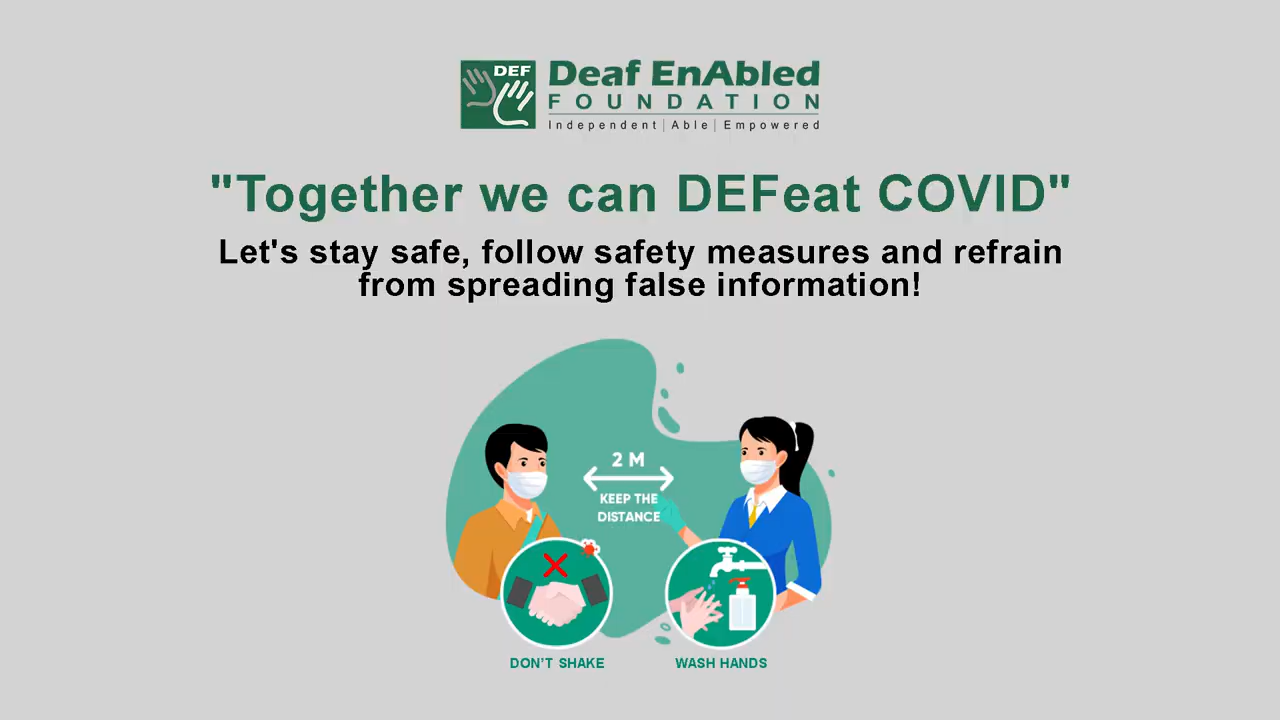 DEF
Deaf EnAbled
FOUNDATION
Independent | Able | Empowered
"Together we can DEFeat COVID"
Let's stay safe, follow safety measures and refrain
from spreading false information!
2 M
KEEP THE
DISTANCE
DON'T SHAKE
WASH HANDS